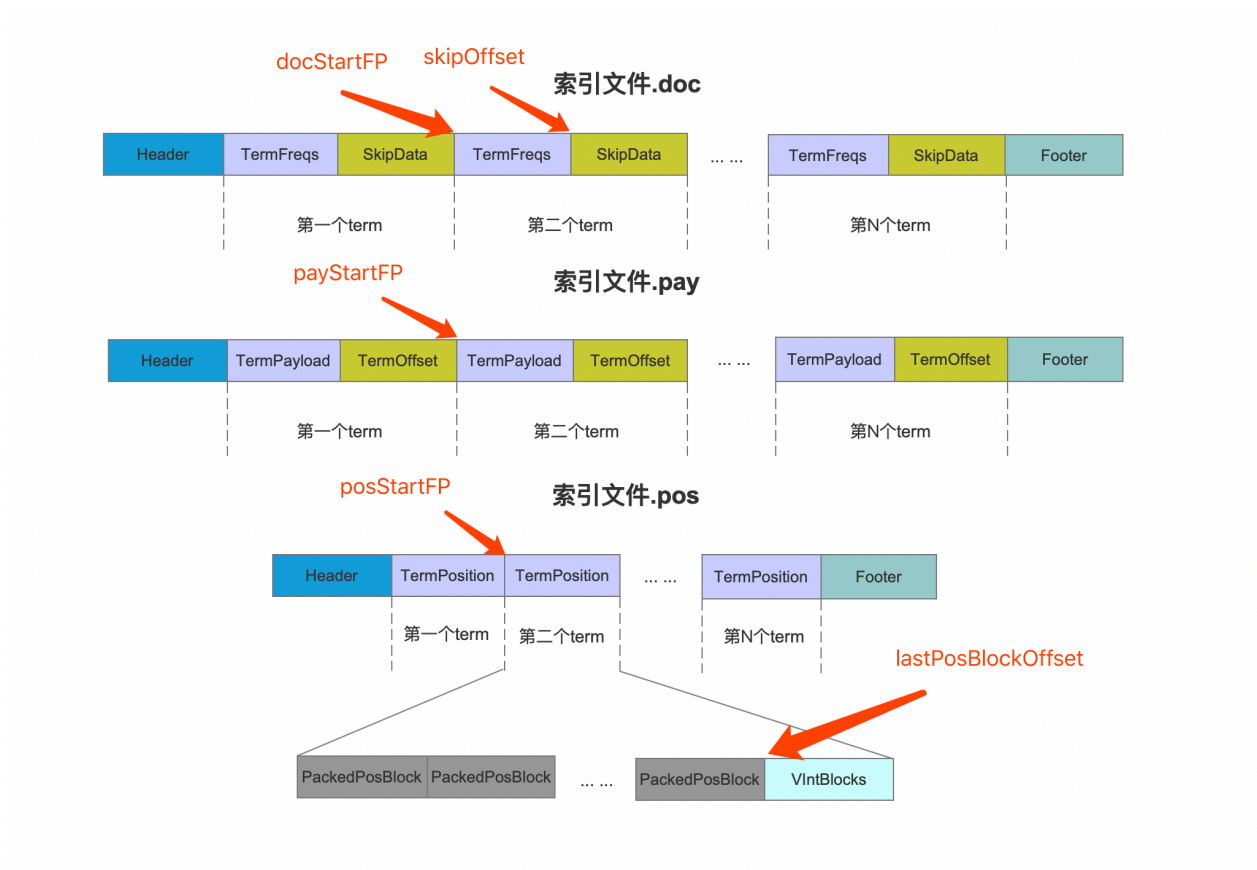 docStartFP
skipOffset
索引文件.doc
Header TermFreqs SkipData TermFreqs SkipData ... ... TermFreqs SkipData Footer
第一个term 第二个term 第N个term
payStartFP
索引文件.pay
Header TermPayload TermOffset TermPayload TermOffset ... ... TermPayload TermOffset Footer
第一个term 第二个term 第N个term
posStartFP
索引文件.pos
Header TermPosition TermPosition ... ... TermPosition Footer
第一个term 第二个term 第N个term
lastPosBlockOffset
PackedPosBlock PackedPosBlock ... ... PackedPosBlock VIntBlocks